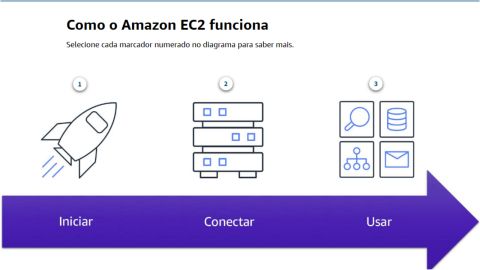 Como o Amazon EC2 funciona
Selecione cada marcador numerado no diagrama para saber mais.
1 2 3
Iniciar Conectar Usar